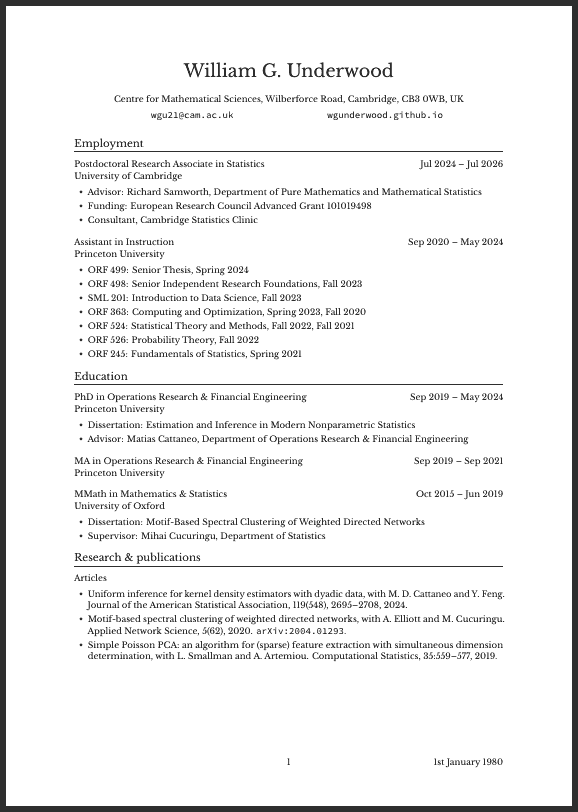 William G. Underwood
Centre for Mathematical Sciences, Wilberforce Road, Cambridge, CB3 0WB, UK
wgu21@cam.ac.uk wgunderwood.github.io
Employment
Postdoctoral Research Associate in Statistics Jul 2024 – Jul 2026
University of Cambridge
• Advisor: Richard Samworth, Department of Pure Mathematics and Mathematical Statistics
• Funding: European Research Council Advanced Grant 101019498
• Consultant, Cambridge Statistics Clinic
Assistant in Instruction Sep 2020 – May 2024
Princeton University
• ORF 499: Senior Thesis, Spring 2024
• ORF 498: Senior Independent Research Foundations, Fall 2023
• SML 201: Introduction to Data Science, Fall 2023
• ORF 363: Computing and Optimization, Spring 2023, Fall 2020
• ORF 524: Statistical Theory and Methods, Fall 2022, Fall 2021
• ORF 526: Probability Theory, Fall 2022
• ORF 245: Fundamentals of Statistics, Spring 2021
Education
PhD in Operations Research & Financial Engineering Sep 2019 – May 2024
Princeton University
• Dissertation: Estimation and Inference in Modern Nonparametric Statistics
• Advisor: Matias Cattaneo, Department of Operations Research & Financial Engineering
MA in Operations Research & Financial Engineering Sep 2019 – Sep 2021
Princeton University
MMath in Mathematics & Statistics Oct 2015 – Jun 2019
University of Oxford
• Dissertation: Motif-Based Spectral Clustering of Weighted Directed Networks
• Supervisor: Mihai Cucuringu, Department of Statistics
Research & publications
Articles
• Uniform inference for kernel density estimators with dyadic data, with M. D. Cattaneo and Y. Feng.
Journal of the American Statistical Association, 119(548), 2695–2708, 2024.
• Motif-based spectral clustering of weighted directed networks, with A. Elliott and M. Cucuringu.
Applied Network Science, 5(62), 2020. arXiv:2004.01293.
• Simple Poisson PCA: an algorithm for (sparse) feature extraction with simultaneous dimension
determination, with L. Smallman and A. Artemiou. Computational Statistics, 35:559–577, 2019.
1 1st January 1980